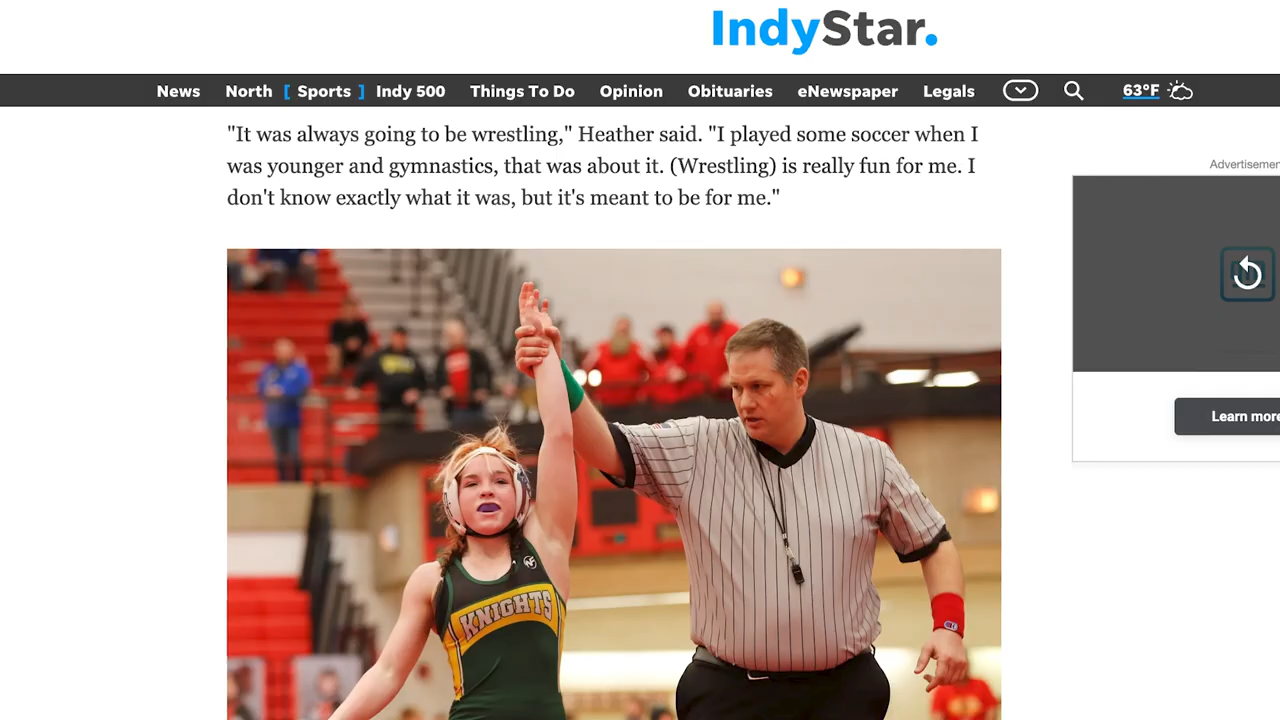 IndyStar.
News North [ Sports ] Indy 500 Things To Do Opinion Obituaries eNewspaper Legals 63°F
"It was always going to be wrestling," Heather said. "I played some soccer when I
was younger and gymnastics, that was about it. (Wrestling) is really fun for me. I
don't know exactly what it was, but it's meant to be for me."
Advertisemen
Learn more
KNIGHTS